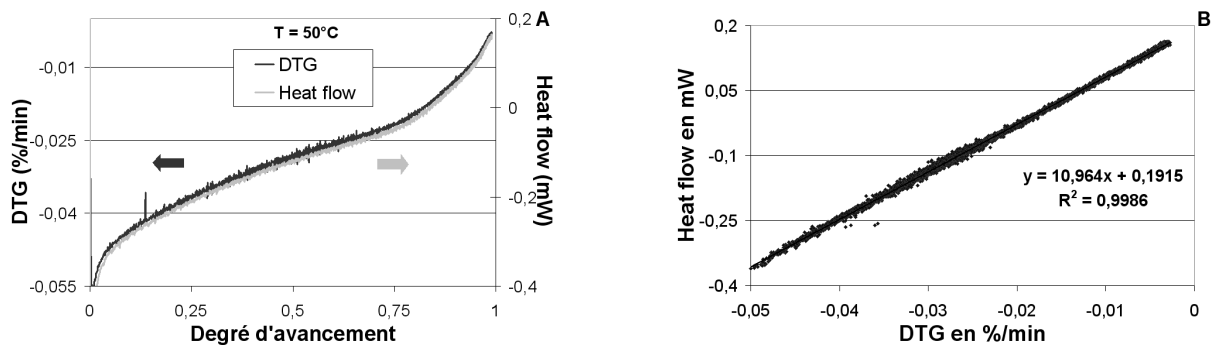 A
T = 50°C
DTG
Heat flow
DTG (%/min)
-0,01
-0,025
-0,04
-0,055
0,2
0
-0,2
-0,4
Heat flow (mW)
0 0,25 0,5 0,75 1
Degré d'avancement
B
Heat flow en mW
0,2
0,05
-0,1
-0,25
-0,4
y = 10,964x + 0,1915
R² = 0,9986
-0,05 -0,04 -0,03 -0,02 -0,01 0
DTG en %/min